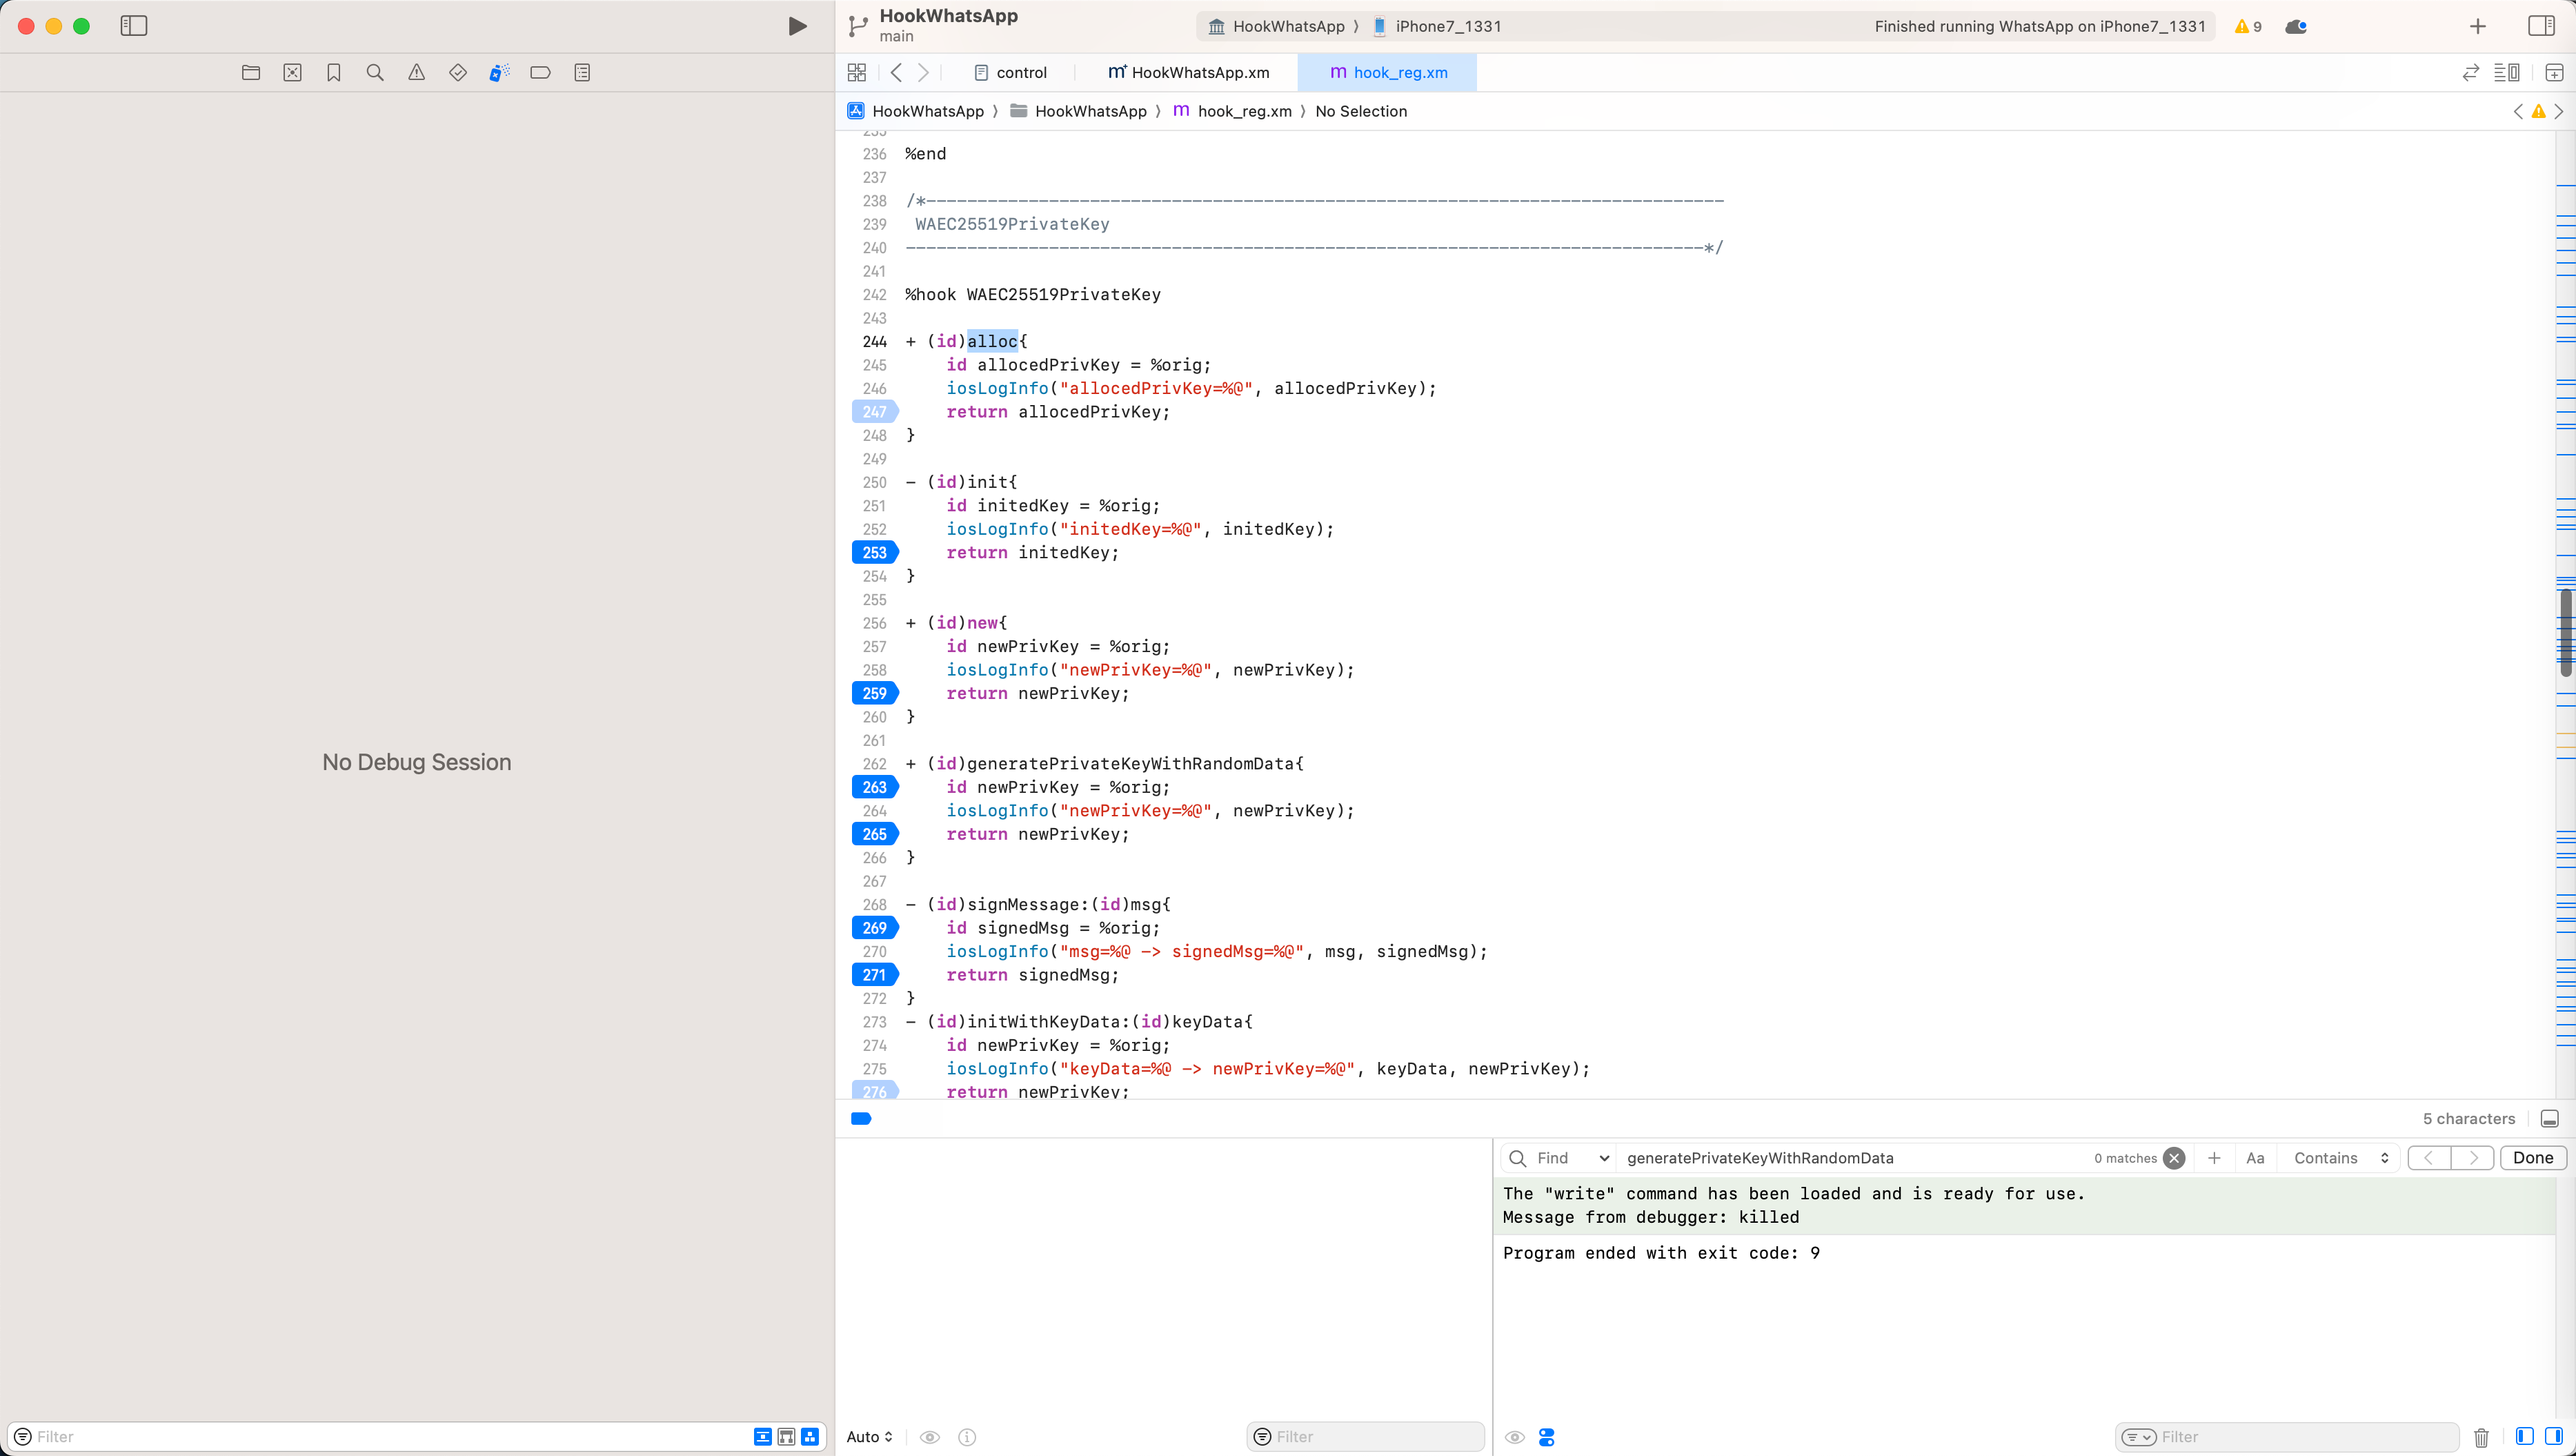 HookWhatsApp
main
HookWhatsApp
iPhone7_1331
Finished running WhatsApp on iPhone7_1331
9
control
HookWhatsApp.xm
hook_reg.xm
HookWhatsApp
HookWhatsApp
hook_reg.xm
No Selection
No Debug Session
236 %end
237
238 /*------------------------------------------------------------------------------
239 WAEC25519PrivateKey
240 ------------------------------------------------------------------------------*/
241
242 %hook WAEC25519PrivateKey
243
244 + (id)alloc{
245 id allocedPrivKey = %orig;
246 iosLogInfo("allocedPrivKey=%@", allocedPrivKey);
247 return allocedPrivKey;
248 }
249
250 - (id)init{
251 id initedKey = %orig;
252 iosLogInfo("initedKey=%@", initedKey);
253 return initedKey;
254 }
255
256 + (id)new{
257 id newPrivKey = %orig;
258 iosLogInfo("newPrivKey=%@", newPrivKey);
259 return newPrivKey;
260 }
261
262 + (id)generatePrivateKeyWithRandomData{
263 id newPrivKey = %orig;
264 iosLogInfo("newPrivKey=%@", newPrivKey);
265 return newPrivKey;
266 }
267
268 - (id)signMessage:(id)msg{
269 id signedMsg = %orig;
270 iosLogInfo("msg=%@ -> signedMsg=%@", msg, signedMsg);
271 return signedMsg;
272 }
273 - (id)initWithKeyData:(id)keyData{
274 id newPrivKey = %orig;
275 iosLogInfo("keyData=%@ -> newPrivKey=%@", keyData, newPrivKey);
276 return newPrivKey;
5 characters
Find
generatePrivateKeyWithRandomData
0 matches
Aa
Contains
Done
The "write" command has been loaded and is ready for use.
Message from debugger: killed
Program ended with exit code: 9
Filter
Auto
Filter
Filter